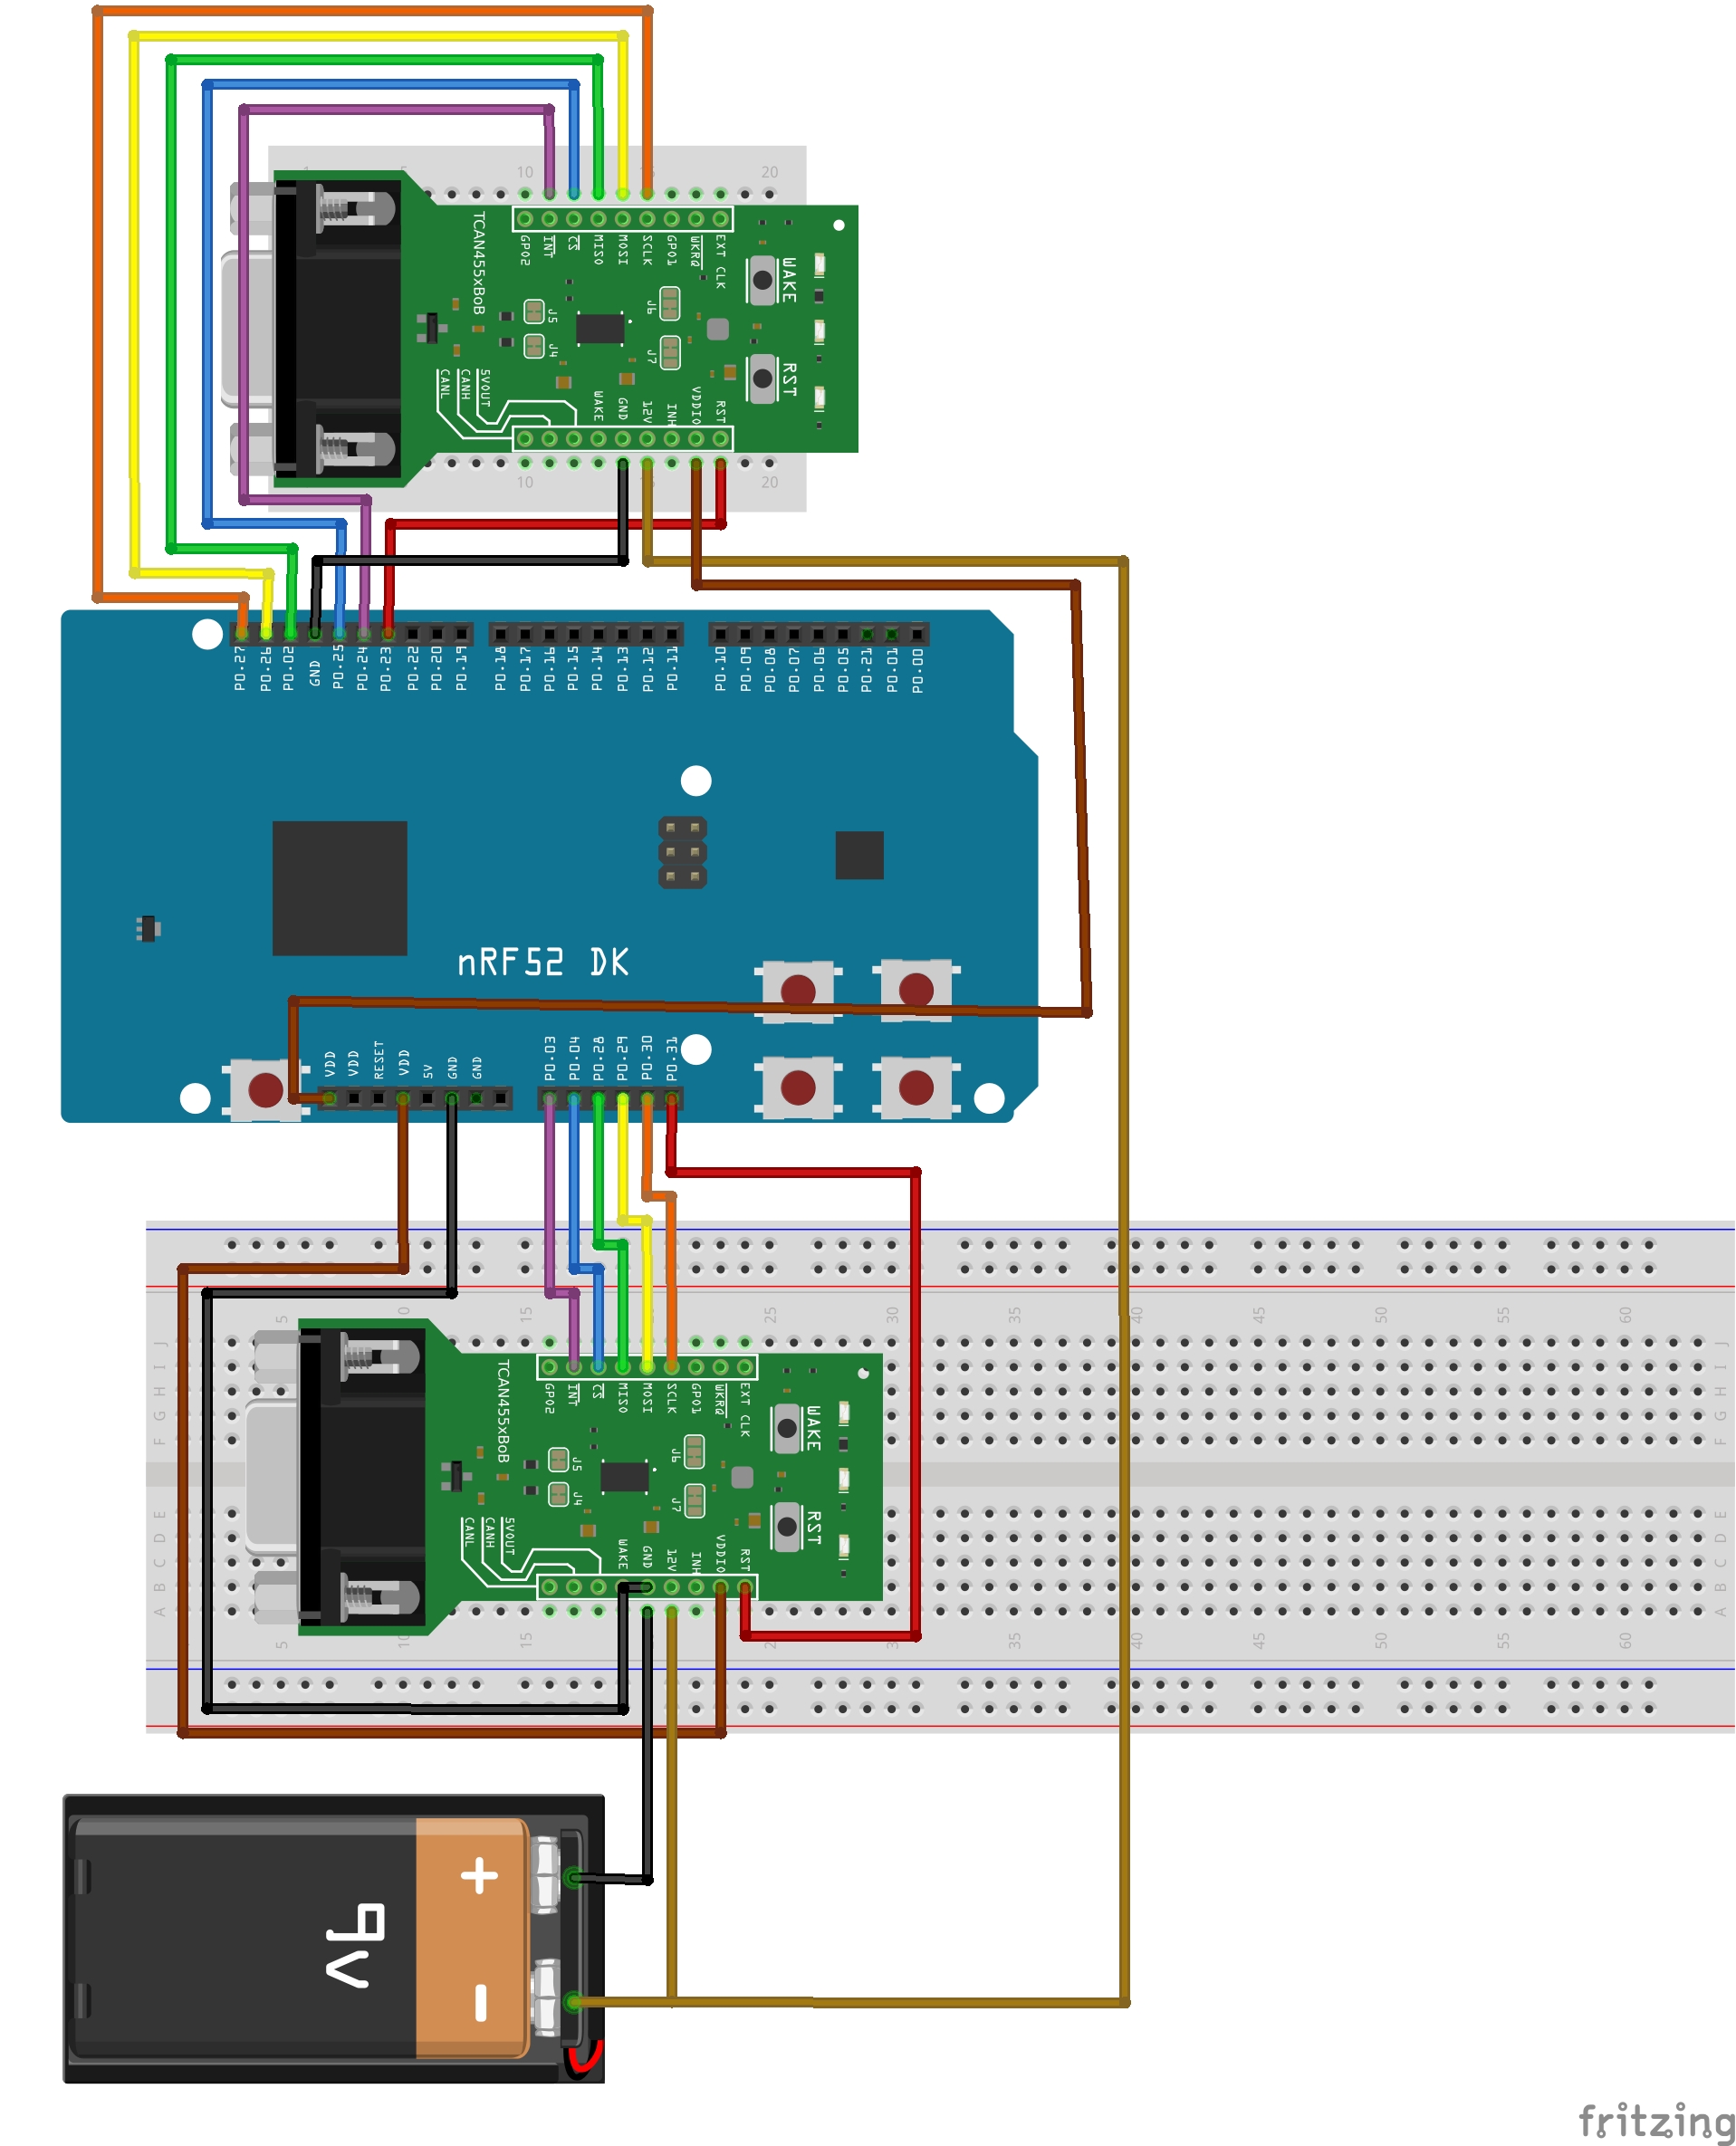 10 15 20
GPO2 INT CS MISO MOSI SCLK GPO1 WKRQ EXT CLK
TCAN455xBoB
WAKE
J5 J6
J4 J7
RST
CANL CANH 5VOUT
WAKE GND 12V INH VDDIO RST
10 20
P0.27 P0.26 P0.02 GND P0.25 P0.24 P0.23 P0.22 P0.20 P0.19 P0.18 P0.17 P0.16 P0.15 P0.14 P0.13 P0.12 P0.11 P0.10 P0.09 P0.08 P0.07 P0.06 P0.05 P0.21 P0.01 P0.00
nRF52 DK
VDD VDD RESET VDD 5V GND GND P0.03 P0.04 P0.28 P0.29 P0.30 P0.31
5 10 15 25 30 35 40 45 50 55 60
J J
I I
H H
G G
F F
GPO2 INT CS MISO MOSI SCLK GPO1 WKRQ EXT CLK
TCAN455xBoB
WAKE
J5 J6
J4 J7
RST
CANL CANH 5VOUT
WAKE GND 12V INH VDDIO RST
E E
D D
C C
B B
A A
5 10 15 25 30 35 40 45 50 55 60
+
9v
-
fritzing